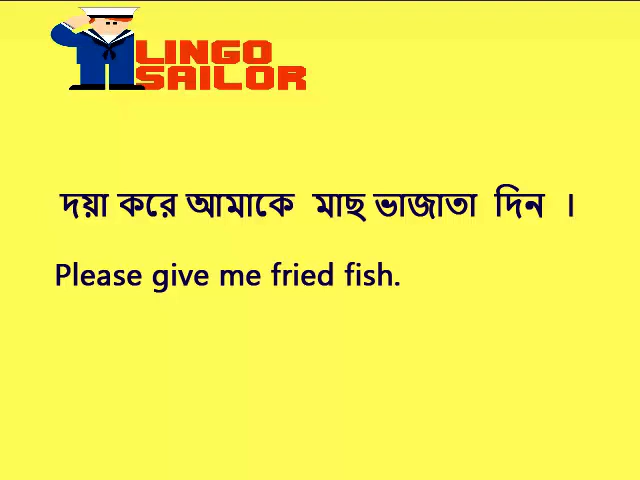 LINGO
SAILOR
দয়া করে আমাকে মাছ ভাজাতা দিন ।
Please give me fried fish.